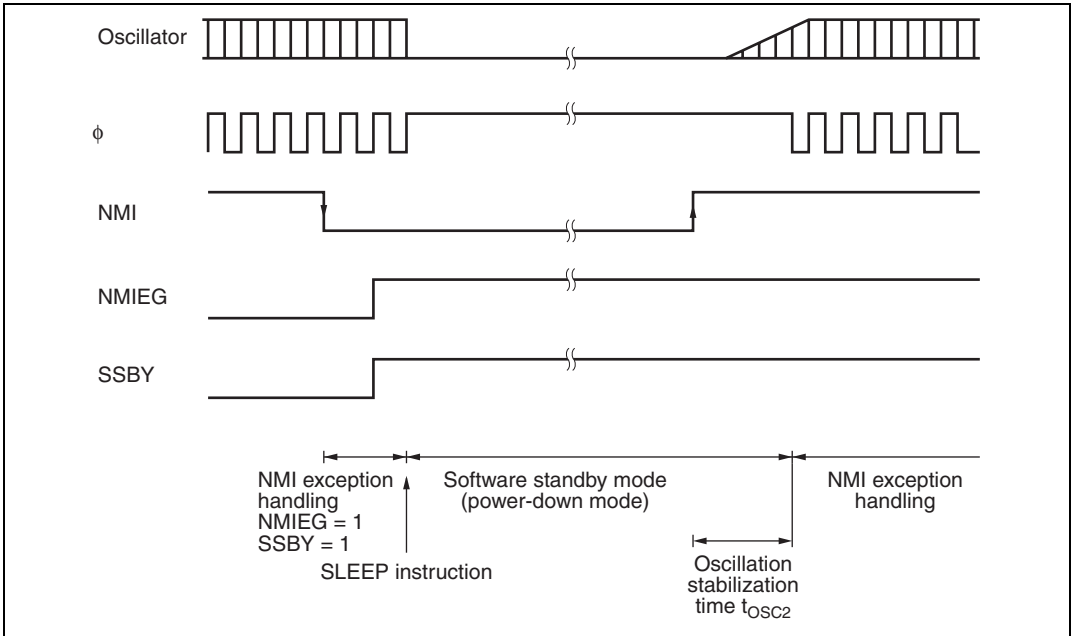 Oscillator
φ
NMI
NMIEG
SSBY
NMI exception
handling
NMIEG = 1
SSBY = 1
SLEEP instruction
Software standby mode
(power-down mode)
Oscillation
stabilization
time tOSC2
NMI exception
handling